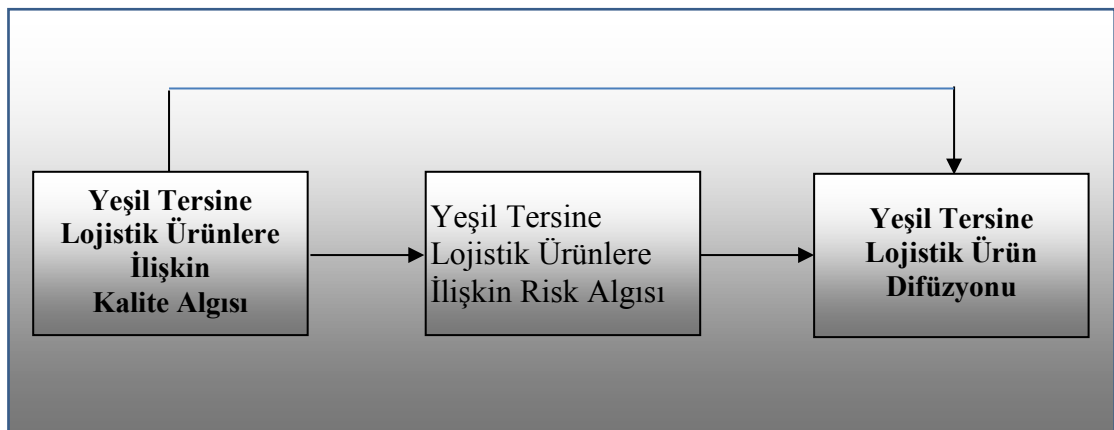 Yeşil Tersine
Lojistik Ürünlere
İlişkin
Kalite Algısı
Yeşil Tersine
Lojistik Ürünlere
İlişkin Risk Algısı
Yeşil Tersine
Lojistik Ürün
Difüzyonu